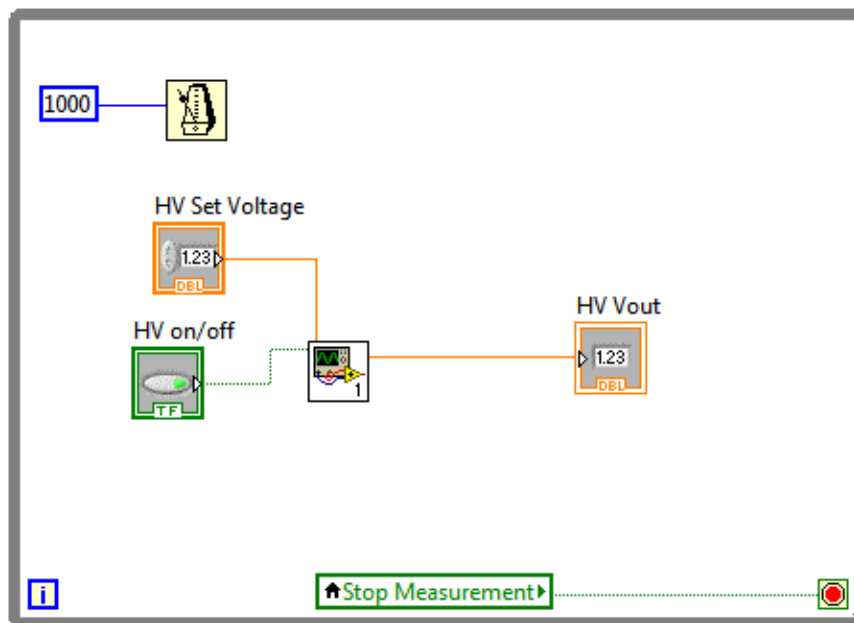 1000
HV Set Voltage
1.23
DBL
HV on/off
TF
1
HV Vout
1.23
DBL
i
Stop Measurement